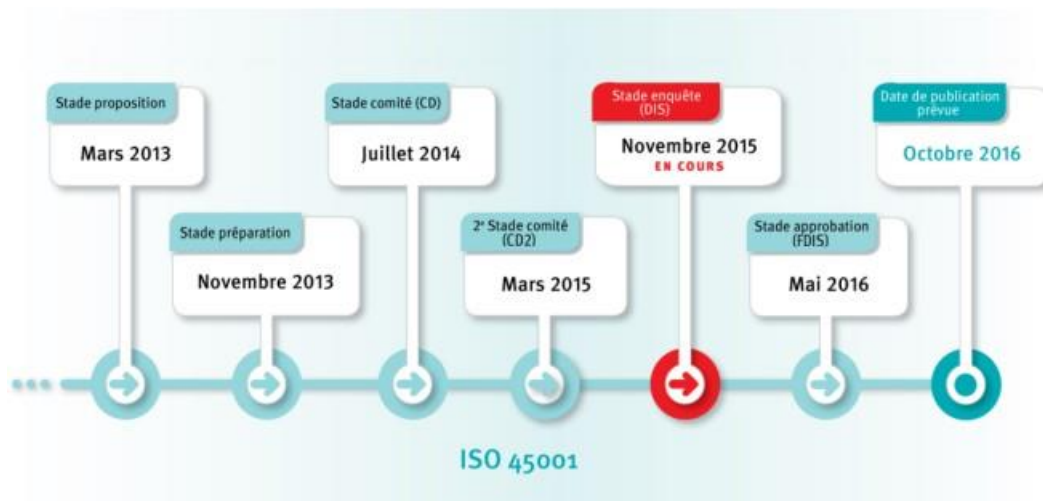 Stade proposition
Mars 2013
Stade préparation
Novembre 2013
Stade comité (CD)
Juillet 2014
2e Stade comité
(CD2)
Mars 2015
Stade enquête
(DIS)
Novembre 2015
EN COURS
Stade approbation
(FDIS)
Mai 2016
Date de publication
prévue
Octobre 2016
ISO 45001